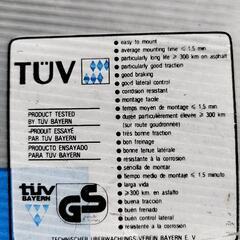 TÜV
PRODUCT TESTED
BY TÜV BAYERN
PRODUIT ESSAYÉ
PAR TÜV BAYERN
PRODUCTO ENSAYADO
PARA TÜV BAYERN
tüv
BAYERN
GS
• easy to mount
• average mounting time ≤ 1,5 min
• particularly long life ≥ 300 km on asphalt
• particularly good traction
• good braking
• good lateral control
• corrosion resistant
• montage facile
• temps moyen de montage ≤ 1,5 min
• durée particulièrement élevée ≥ 300 km
(sur route goudronnée)
• très bonne traction
• bon freinage
• bonne tenue latérale
• resistente à la corrosión
• sencilla de montar
• tiempo medio de montaje ≤ 1,5 minuto
• larga vida
• ≥ 300 km en asfalto
• buena tracción
• buén frenado
• buén control lateral
• resistente a la corrosión
TECHNISCHER ÜBERWACHUNGS-VEREIN BAYERN E. V.